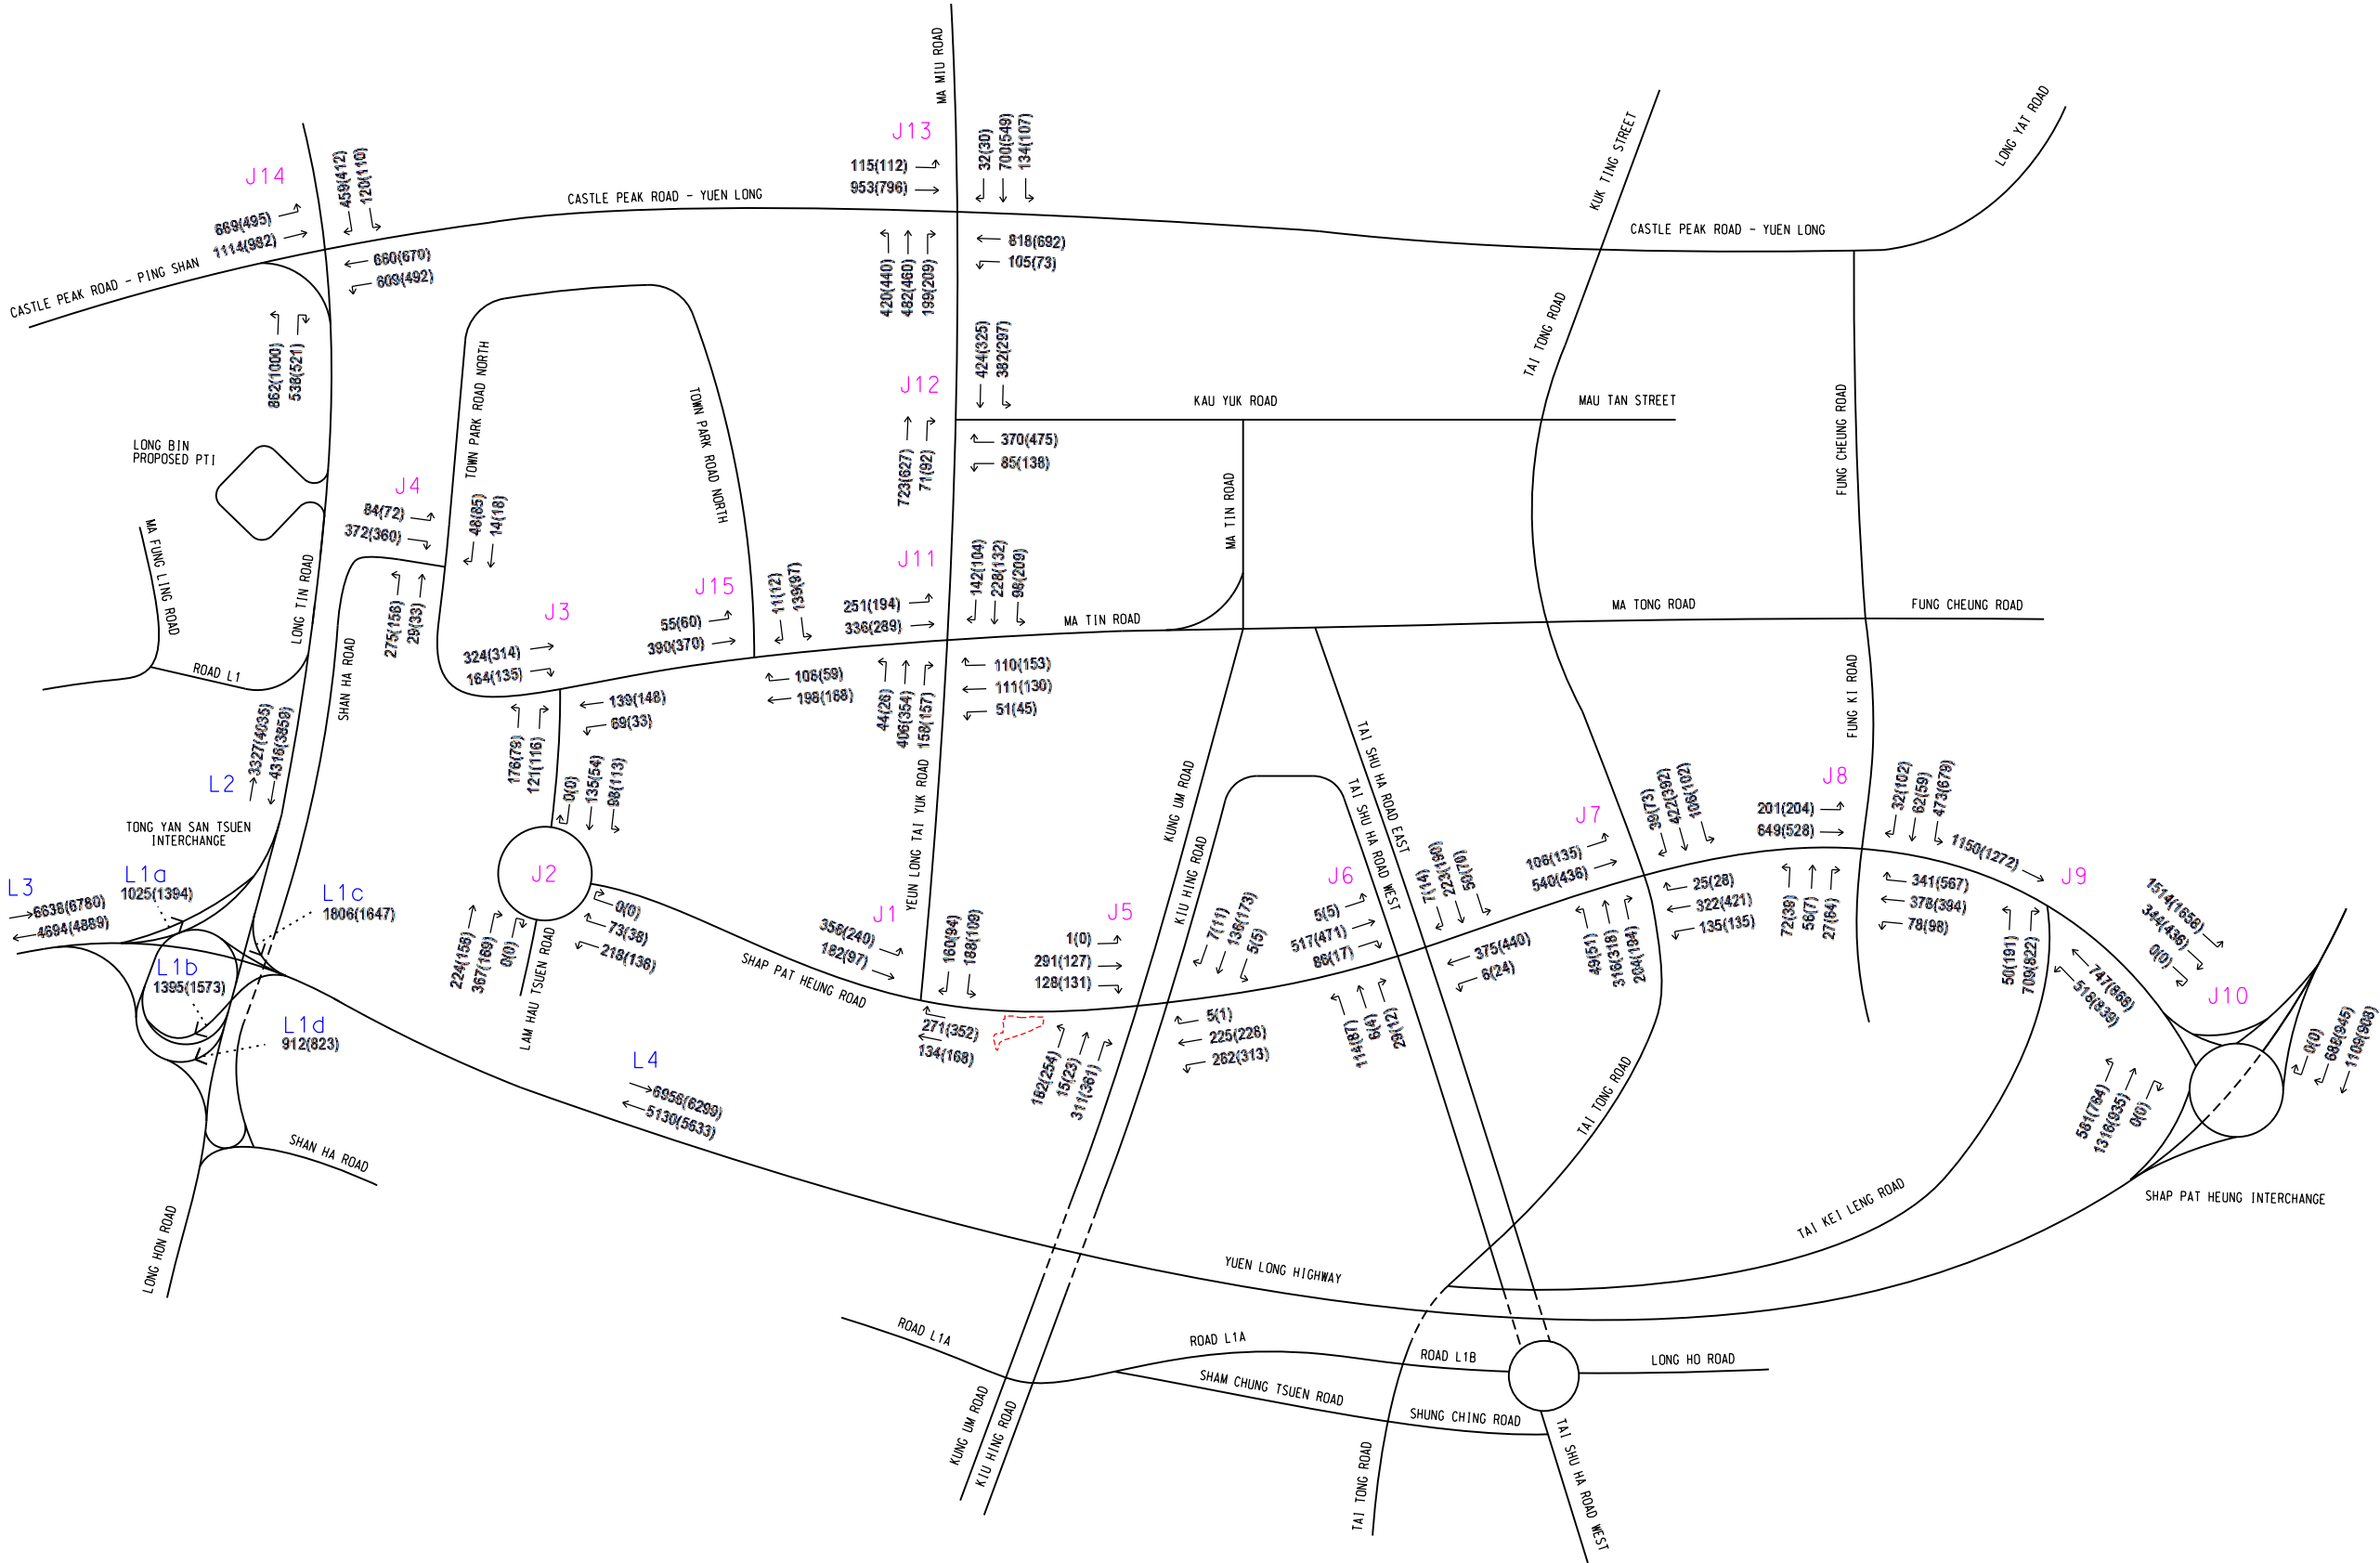 MA MIU ROAD
J13
115(112)
953(796)
32(30)
700(549)
134(107)
KUK TING STREET
LONG YAT ROAD
J14
669(495)
1114(982)
459(412)
120(110)
CASTLE PEAK ROAD - YUEN LONG
CASTLE PEAK ROAD - YUEN LONG
CASTLE PEAK ROAD - PING SHAN
660(670)
609(492)
420(440)
482(460)
199(209)
818(692)
105(73)
862(1000)
538(521)
TAI TONG ROAD
424(325)
382(297)
J12
KAU YUK ROAD
MAU TAN STREET
723(627)
71(92)
370(475)
85(138)
FUNG CHEUNG ROAD
LONG BIN
PROPOSED PTI
TOWN PARK ROAD NORTH
TOWN PARK ROAD NORTH
J4
84(72)
372(360)
48(85)
14(18)
MA TIN ROAD
MA FUNG LING ROAD
LONG TIN ROAD
275(156)
29(33)
SHAN HA ROAD
J3
324(314)
164(135)
J15
55(60)
390(370)
11(12)
139(97)
J11
251(194)
336(289)
142(104)
228(132)
98(209)
MA TIN ROAD
MA TONG ROAD
FUNG CHEUNG ROAD
ROAD L1
139(148)
69(33)
106(59)
198(168)
44(26)
406(354)
158(157)
110(153)
111(130)
51(45)
176(79)
121(116)
FUNG KI ROAD
L2
3327(4035)
4316(3859)
0(0)
135(54)
98(113)
YEUN LONG TAI YUK ROAD
KUNG UM ROAD
KIU HING ROAD
TAI SHU HA ROAD EAST
TAI SHU HA ROAD WEST
TONG YAN SAN TSUEN
INTERCHANGE
L3
6638(6780)
4694(4889)
L1a
1025(1394)
L1c
1806(1647)
L1b
1395(1573)
L1d
912(823)
J2
0(0)
73(38)
218(136)
224(156)
367(169)
0(0)
LAM HAU TSUEN ROAD
SHAP PAT HEUNG ROAD
J1
356(240)
182(97)
160(94)
188(109)
271(352)
134(168)
J5
1(0)
291(127)
128(131)
7(11)
136(173)
5(5)
5(1)
225(228)
262(313)
182(254)
15(23)
311(361)
J6
5(5)
517(471)
86(17)
7(14)
223(190)
50(70)
375(440)
6(24)
114(87)
6(4)
29(12)
J7
106(135)
540(436)
39(73)
422(392)
106(102)
25(28)
322(421)
135(135)
49(51)
316(318)
204(194)
J8
201(204)
649(528)
32(102)
62(59)
473(679)
341(567)
378(394)
78(98)
72(39)
56(7)
27(64)
1150(1272)
J9
50(191)
709(822)
747(868)
518(839)
1514(1658)
344(436)
0(0)
J10
0(0)
688(945)
1109(908)
581(764)
1316(935)
0(0)
L4
6956(6299)
5130(5633)
SHAN HA ROAD
LONG HON ROAD
YUEN LONG HIGHWAY
TAI TONG ROAD
TAI KEI LENG ROAD
SHAP PAT HEUNG INTERCHANGE
ROAD L1A
ROAD L1A
ROAD L1B
LONG HO ROAD
SHAM CHUNG TSUEN ROAD
SHUNG CHING ROAD
KUNG UM ROAD
KIU HING ROAD
TAI TONG ROAD
TAI SHU HA ROAD WEST